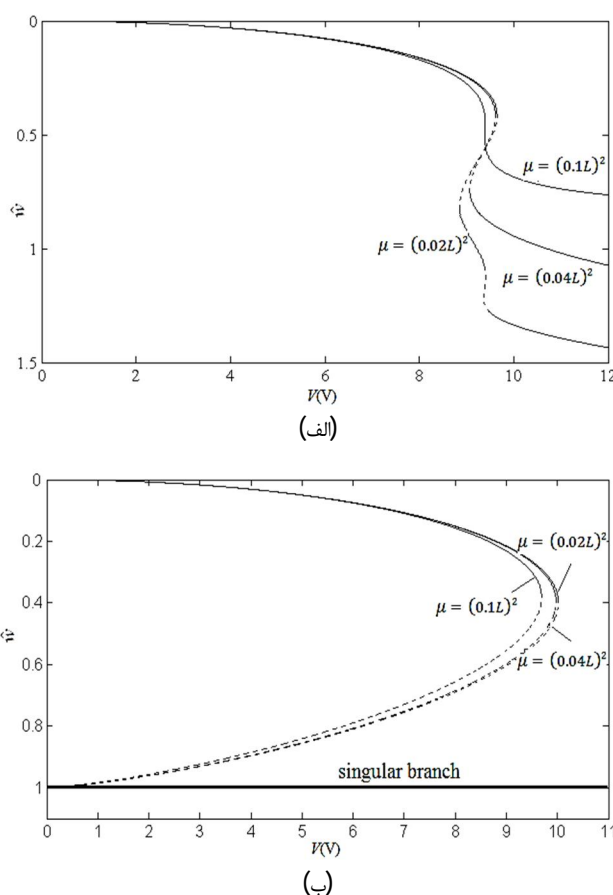 0
0.5
1
1.5
ŵ
μ = (0.1L)²
μ = (0.02L)²
μ = (0.04L)²
0 2 4 6 8 10 12
V(V)
(الف)
0
0.2
0.4
0.6
0.8
1
ŵ
μ = (0.02L)²
μ = (0.1L)²
μ = (0.04L)²
singular branch
0 1 2 3 4 5 6 7 8 9 10 11
V(V)
(ب)